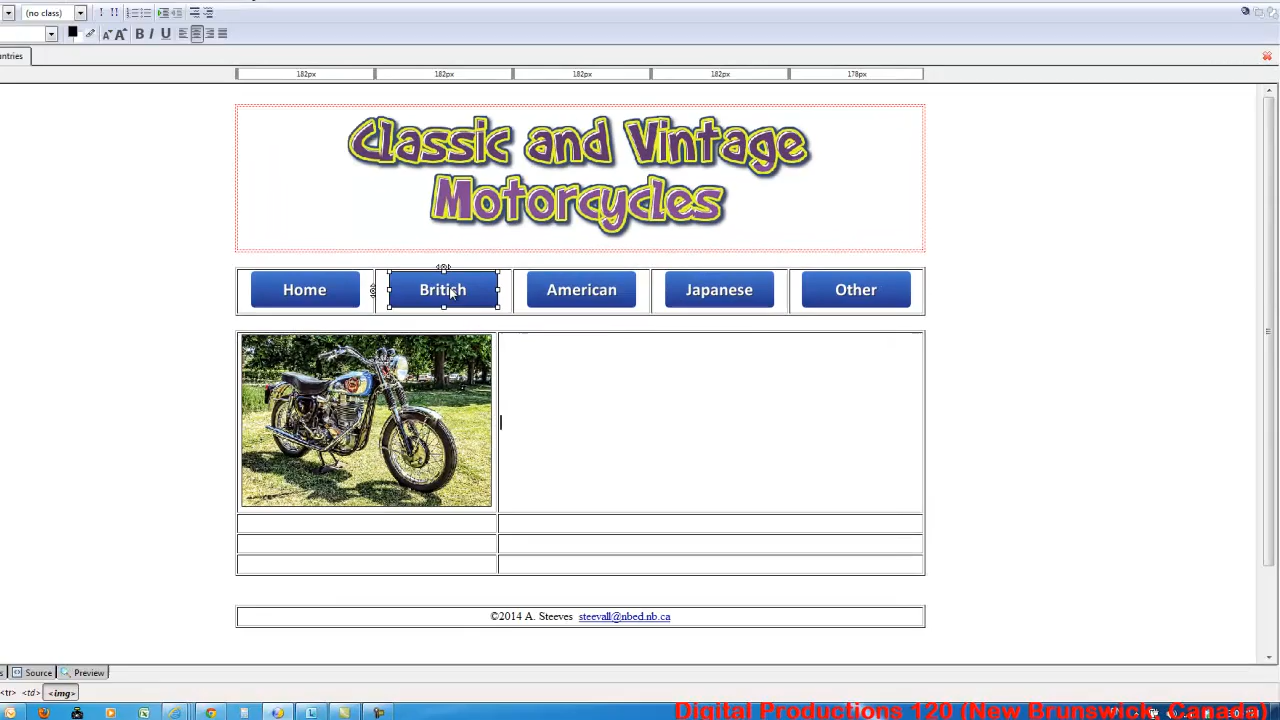 (no class)
B I U
ntries
182px 182px 182px 182px 178px
Classic and Vintage
Motorcycles
Home British American Japanese Other
©2014 A. Steeves steevall@nbed.nb.ca
Source Preview
<tr> <td> <img>
Digital Productions 120 (New Brunswick, Canada)